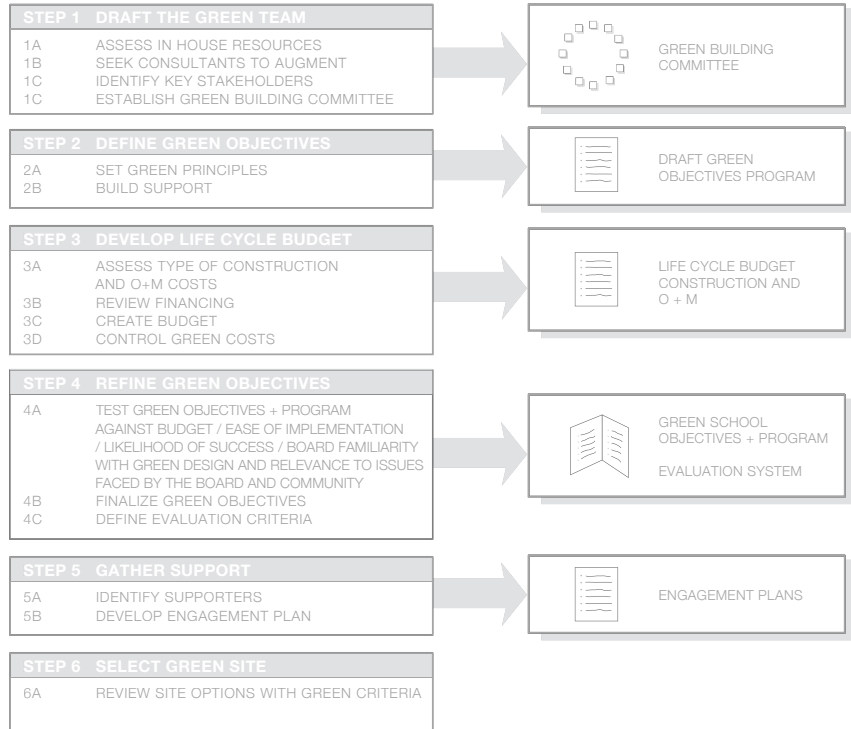 STEP 1 DRAFT THE GREEN TEAM
1A ASSESS IN HOUSE RESOURCES
1B SEEK CONSULTANTS TO AUGMENT
1C IDENTIFY KEY STAKEHOLDERS
1C ESTABLISH GREEN BUILDING COMMITTEE
GREEN BUILDING
COMMITTEE
STEP 2 DEFINE GREEN OBJECTIVES
2A SET GREEN PRINCIPLES
2B BUILD SUPPORT
DRAFT GREEN
OBJECTIVES PROGRAM
STEP 3 DEVELOP LIFE CYCLE BUDGET
3A ASSESS TYPE OF CONSTRUCTION
AND O+M COSTS
3B REVIEW FINANCING
3C CREATE BUDGET
3D CONTROL GREEN COSTS
LIFE CYCLE BUDGET
CONSTRUCTION AND
O + M
STEP 4 REFINE GREEN OBJECTIVES
4A TEST GREEN OBJECTIVES + PROGRAM
AGAINST BUDGET / EASE OF IMPLEMENTATION
/ LIKELIHOOD OF SUCCESS / BOARD FAMILIARITY
WITH GREEN DESIGN AND RELEVANCE TO ISSUES
FACED BY THE BOARD AND COMMUNITY
4B FINALIZE GREEN OBJECTIVES
4C DEFINE EVALUATION CRITERIA
GREEN SCHOOL
OBJECTIVES + PROGRAM
EVALUATION SYSTEM
STEP 5 GATHER SUPPORT
5A IDENTIFY SUPPORTERS
5B DEVELOP ENGAGEMENT PLAN
ENGAGEMENT PLANS
STEP 6 SELECT GREEN SITE
6A REVIEW SITE OPTIONS WITH GREEN CRITERIA